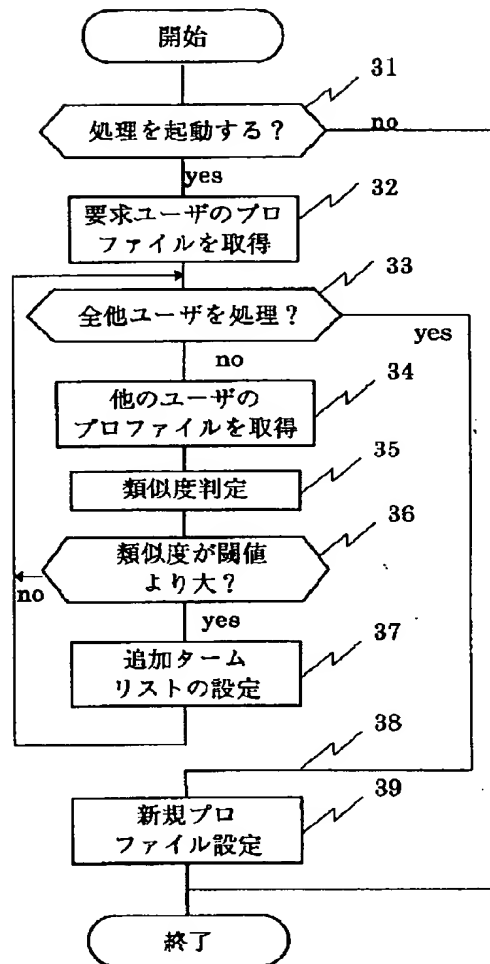 開始
31
処理を起動する？
no
yes
32
要求ユーザのプロ
ファイルを取得
33
全他ユーザを処理？
yes
no
34
他のユーザの
プロファイルを取得
35
類似度判定
36
類似度が閾値
より大？
no
yes
37
追加ターム
リストの設定
38
39
新規プロ
ファイル設定
終了